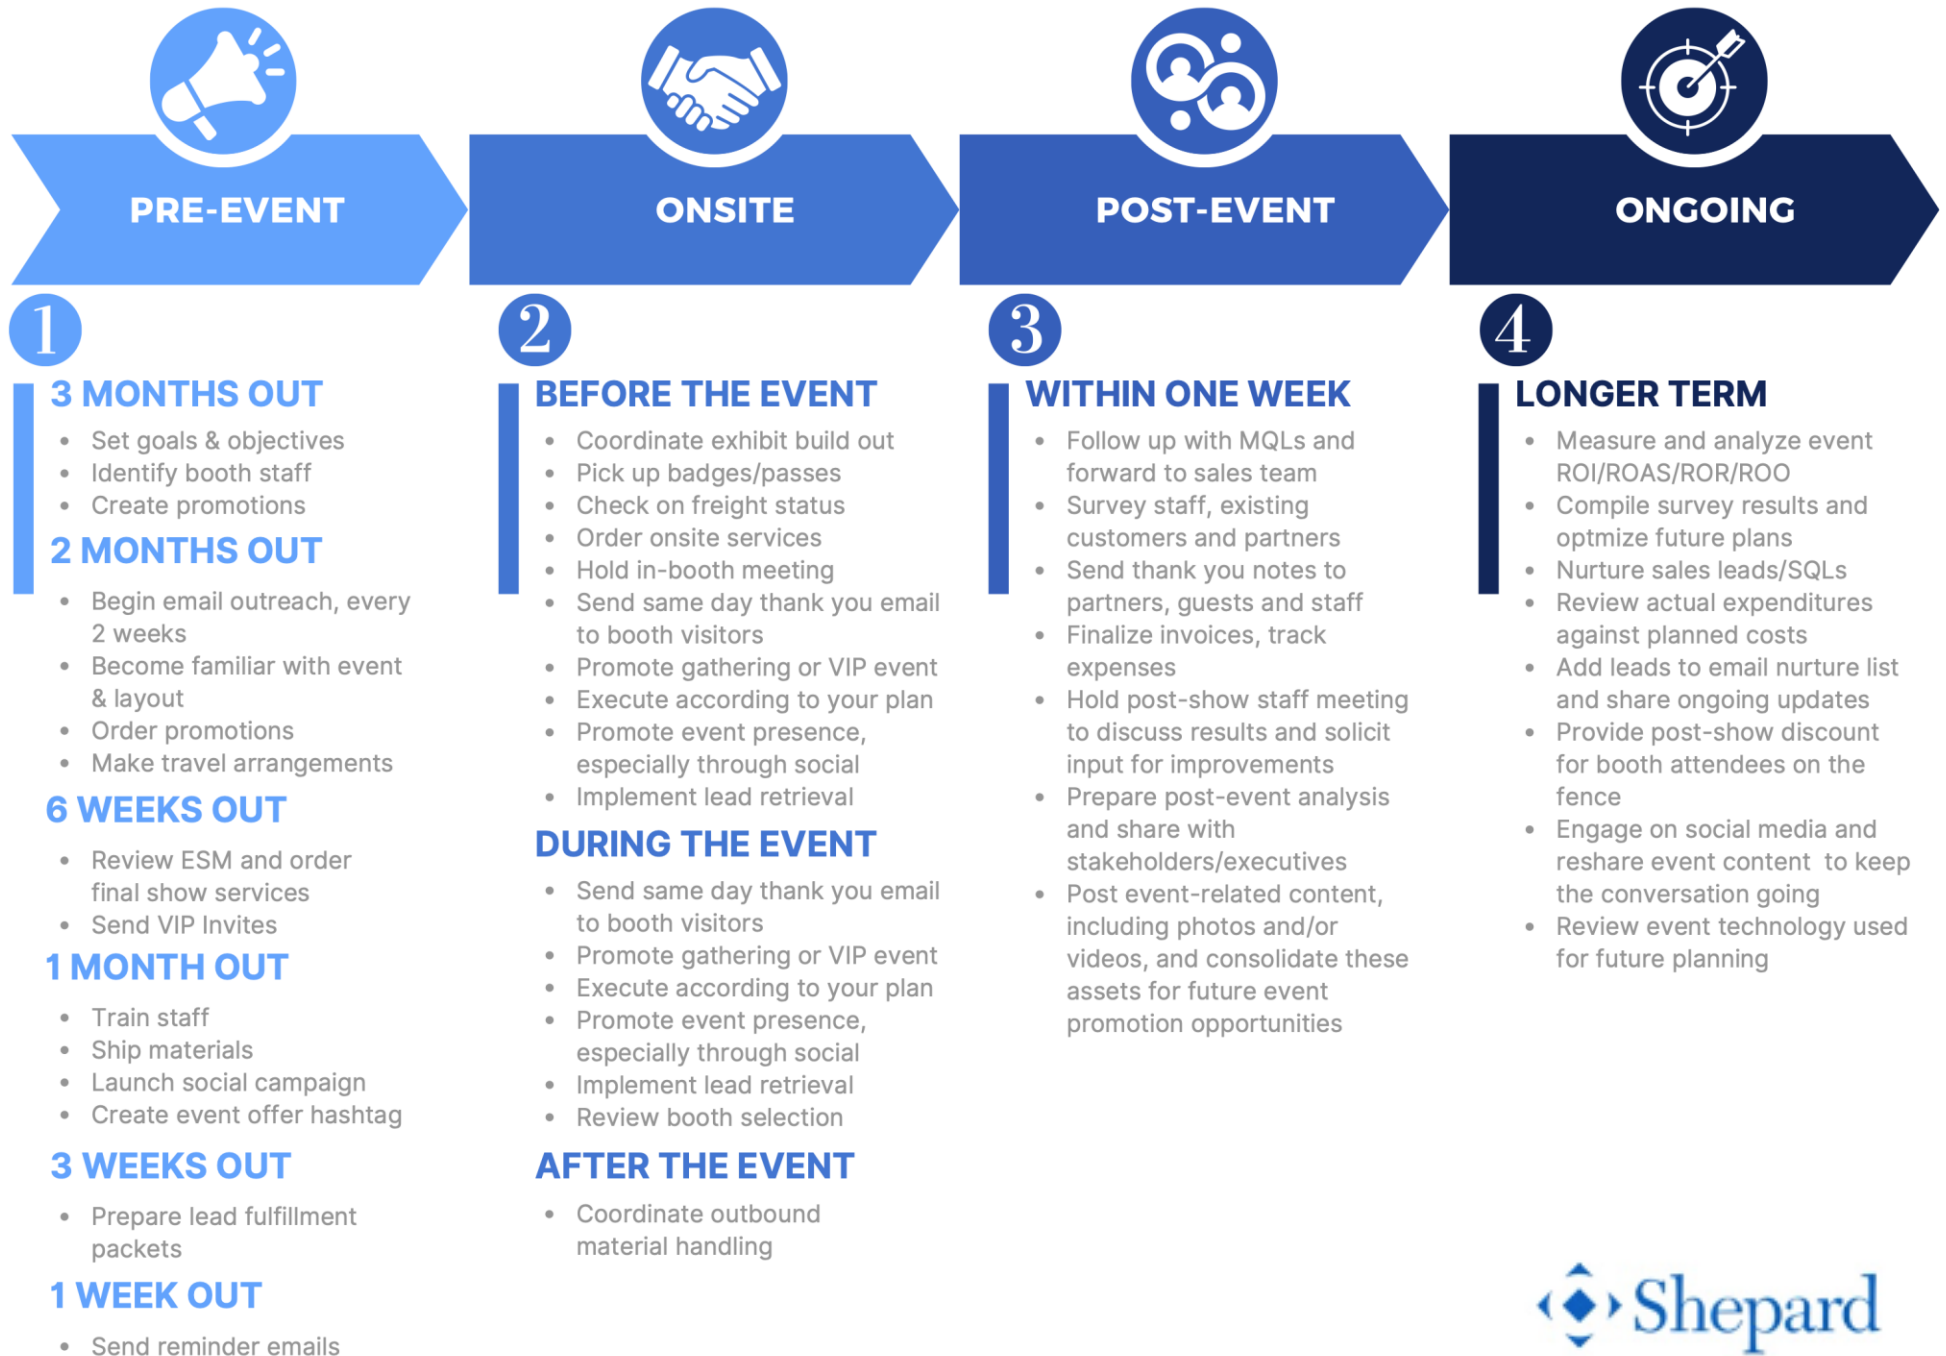 PRE-EVENT
ONSITE
POST-EVENT
ONGOING
1
3 MONTHS OUT
• Set goals & objectives
• Identify booth staff
• Create promotions
2 MONTHS OUT
• Begin email outreach, every
2 weeks
• Become familiar with event
& layout
• Order promotions
• Make travel arrangements
6 WEEKS OUT
• Review ESM and order
final show services
• Send VIP Invites
1 MONTH OUT
• Train staff
• Ship materials
• Launch social campaign
• Create event offer hashtag
3 WEEKS OUT
• Prepare lead fulfillment
packets
1 WEEK OUT
• Send reminder emails
2
BEFORE THE EVENT
• Coordinate exhibit build out
• Pick up badges/passes
• Check on freight status
• Order onsite services
• Hold in-booth meeting
• Send same day thank you email
to booth visitors
• Promote gathering or VIP event
• Execute according to your plan
• Promote event presence,
especially through social
• Implement lead retrieval
DURING THE EVENT
• Send same day thank you email
to booth visitors
• Promote gathering or VIP event
• Execute according to your plan
• Promote event presence,
especially through social
• Implement lead retrieval
• Review booth selection
AFTER THE EVENT
• Coordinate outbound
material handling
3
WITHIN ONE WEEK
• Follow up with MQLs and
forward to sales team
• Survey staff, existing
customers and partners
• Send thank you notes to
partners, guests and staff
• Finalize invoices, track
expenses
• Hold post-show staff meeting
to discuss results and solicit
input for improvements
• Prepare post-event analysis
and share with
stakeholders/executives
• Post event-related content,
including photos and/or
videos, and consolidate these
assets for future event
promotion opportunities
4
LONGER TERM
• Measure and analyze event
ROI/ROAS/ROR/ROO
• Compile survey results and
optmize future plans
• Nurture sales leads/SQLs
• Review actual expenditures
against planned costs
• Add leads to email nurture list
and share ongoing updates
• Provide post-show discount
for booth attendees on the
fence
• Engage on social media and
reshare event content  to keep
the conversation going
• Review event technology used
for future planning
Shepard